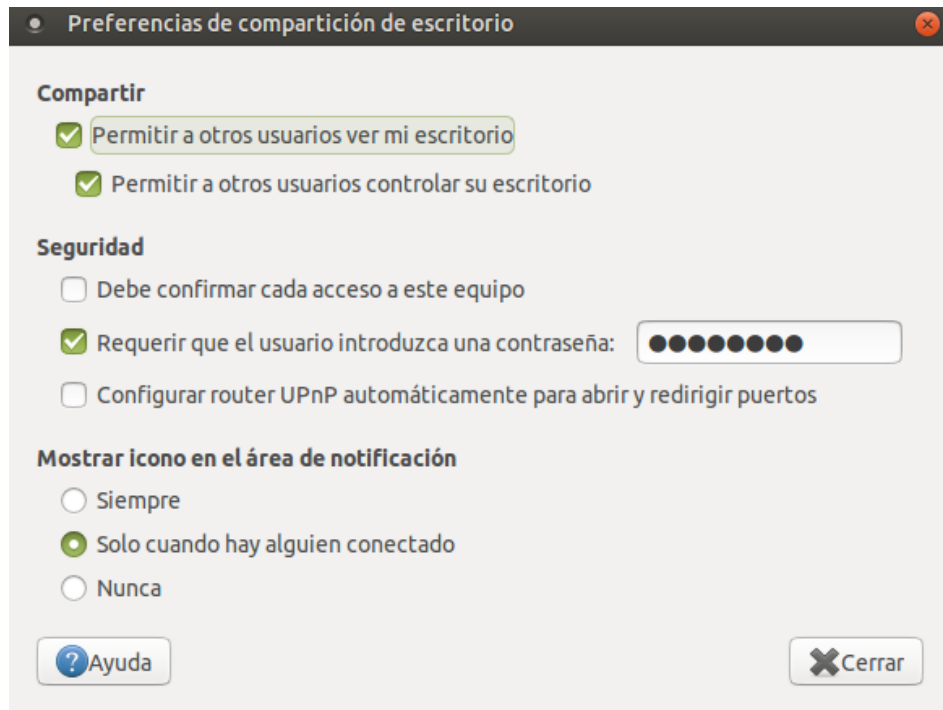 Preferencias de compartición de escritorio
Compartir
Permitir a otros usuarios ver mi escritorio
Permitir a otros usuarios controlar su escritorio
Seguridad
Debe confirmar cada acceso a este equipo
Requerir que el usuario introduzca una contraseña: ●●●●●●●●
Configurar router UPnP automáticamente para abrir y redirigir puertos
Mostrar icono en el área de notificación
Siempre
Solo cuando hay alguien conectado
Nunca
Ayuda Cerrar